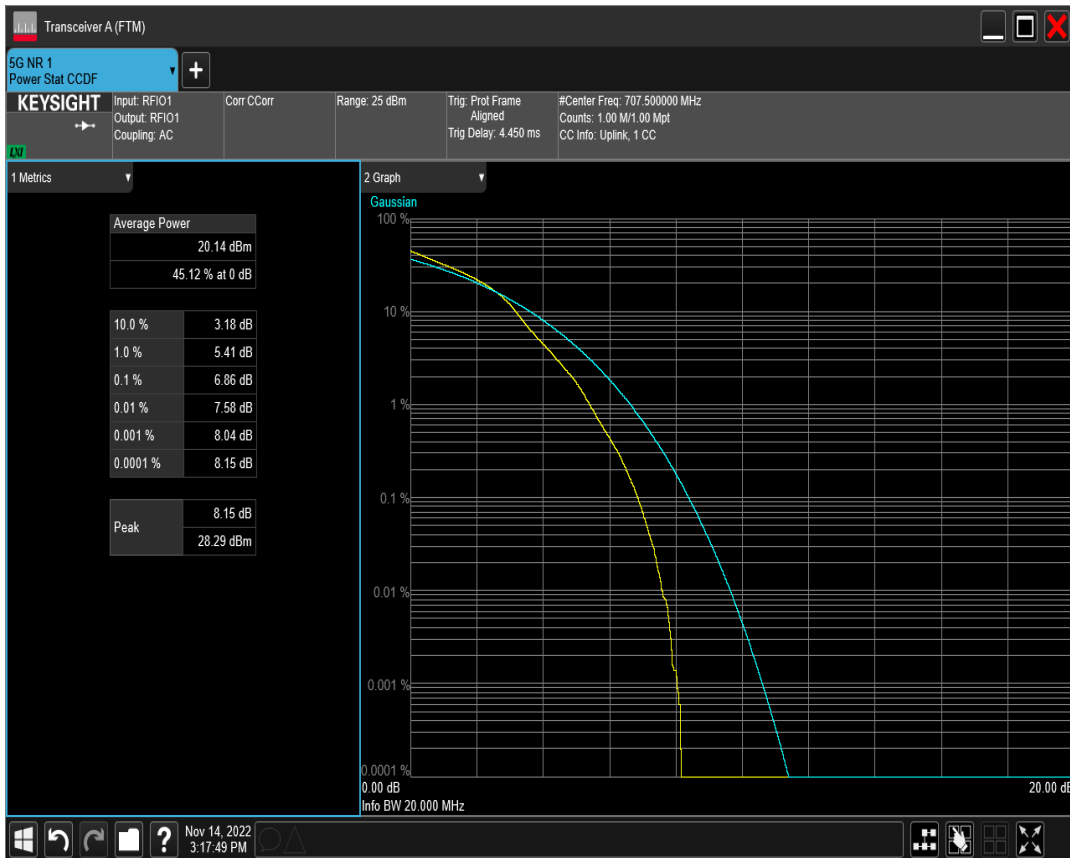 Transceiver A (FTM)
5G NR 1
Power Stat CCDF
+
KEYSIGHT
LXI
Input: RFIO1
Output: RFIO1
Coupling: AC
Corr CCorr
Range: 25 dBm
Trig: Prot Frame
Aligned
Trig Delay: 4.450 ms
#Center Freq: 707.500000 MHz
Counts: 1.00 M/1.00 Mpt
CC Info: Uplink, 1 CC
1 Metrics
Average Power
20.14 dBm
45.12 % at 0 dB
10.0 % 3.18 dB
1.0 % 5.41 dB
0.1 % 6.86 dB
0.01 % 7.58 dB
0.001 % 8.04 dB
0.0001 % 8.15 dB
Peak
8.15 dB
28.29 dBm
2 Graph
Gaussian
100 %
10 %
1 %
0.1 %
0.01 %
0.001 %
0.0001 %
0.00 dB 20.00 dB
Info BW 20.000 MHz
?
Nov 14, 2022
3:17:49 PM